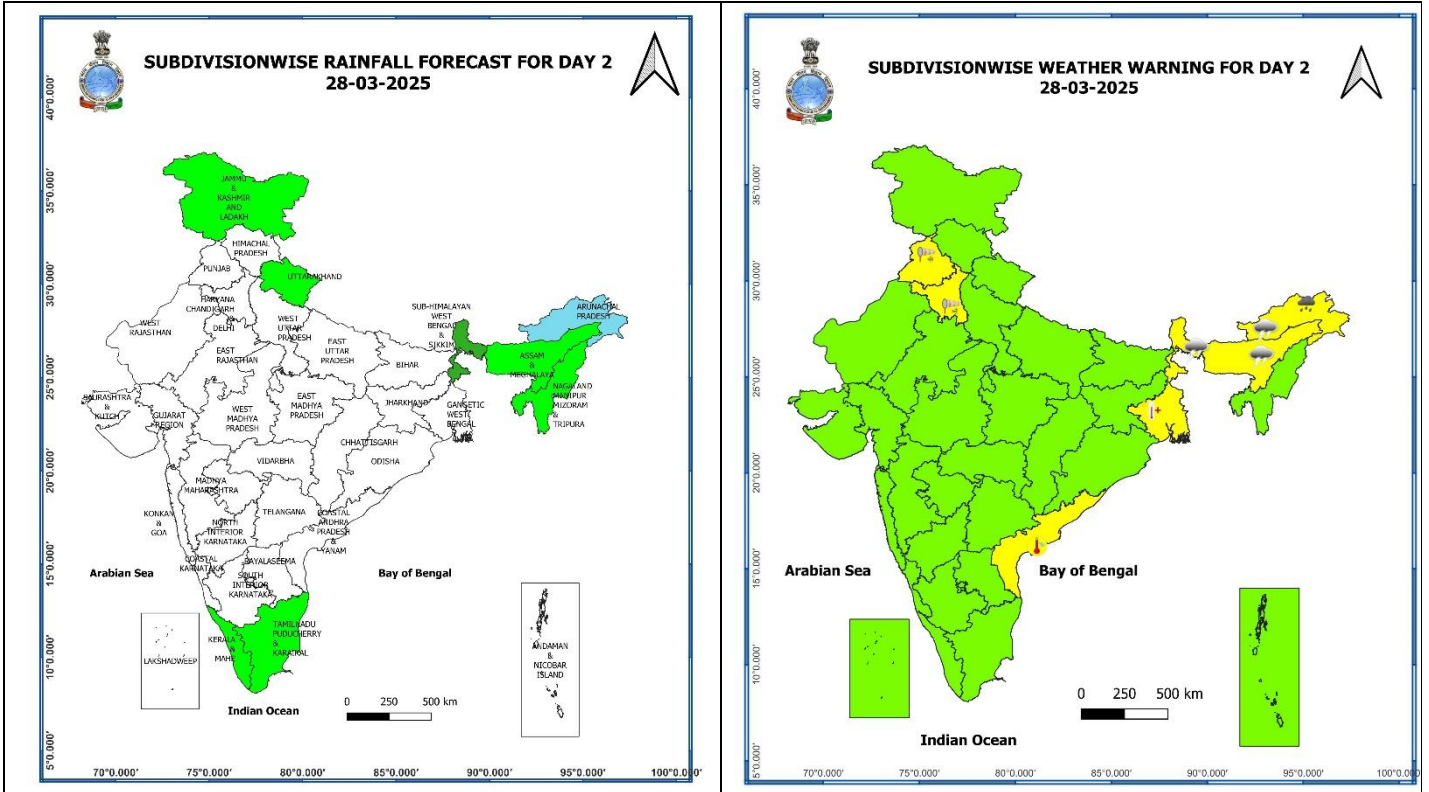 SUBDIVISIONWISE RAINFALL FORECAST FOR DAY 2
28-03-2025
40°0.000'
35°0.000'
30°0.000'
25°0.000'
20°0.000'
15°0.000'
10°0.000'
5°0.000'
JAMMU
&
KASHMIR
AND
LADAKH
HIMACHAL
PRADESH
PUNJAB
UTTARAKHAND
HARYANA
CHANDIGARH
&
DELHI
WEST
RAJASTHAN
WEST
UTTAR
PRADESH
EAST
RAJASTHAN
EAST
UTTAR
PRADESH
SUB-HIMALAYAN
WEST
BENGAL
&
SIKKIM
ARUNACHAL
PRADESH
BIHAR
ASSAM
&
MEGHALAYA
NAGALAND
MANIPUR
MIZORAM
&
TRIPURA
SAURASHTRA
&
KUTCH
GUJARAT
REGION
WEST
MADHYA
PRADESH
EAST
MADHYA
PRADESH
JHARKHAND
GANGETIC
WEST
BENGAL
CHHATTISGARH
ODISHA
VIDARBHA
MADHYA
MAHARASHTRA
KONKAN
&
GOA
TELANGANA
COASTAL
ANDHRA
PRADESH
&
YANAM
NORTH
INTERIOR
KARNATAKA
COASTAL
KARNATAKA
RAYALASEEMA
SOUTH
INTERIOR
KARNATAKA
Arabian Sea
Bay of Bengal
TAMILNADU
PUDUCHERRY
&
KARAIKAL
KERALA
&
MAHE
LAKSHADWEEP
ANDAMAN
&
NICOBAR
ISLAND
0 250 500 km
Indian Ocean
70°0.000' 75°0.000' 80°0.000' 85°0.000' 90°0.000' 95°0.000' 100°0.000'
SUBDIVISIONWISE WEATHER WARNING FOR DAY 2
28-03-2025
40°0.000'
35°0.000'
30°0.000'
25°0.000'
20°0.000'
15°0.000'
10°0.000'
5°0.000'
Arabian Sea
Bay of Bengal
0 250 500 km
Indian Ocean
70°0.000' 75°0.000' 80°0.000' 85°0.000' 90°0.000' 95°0.000' 100°0.000'